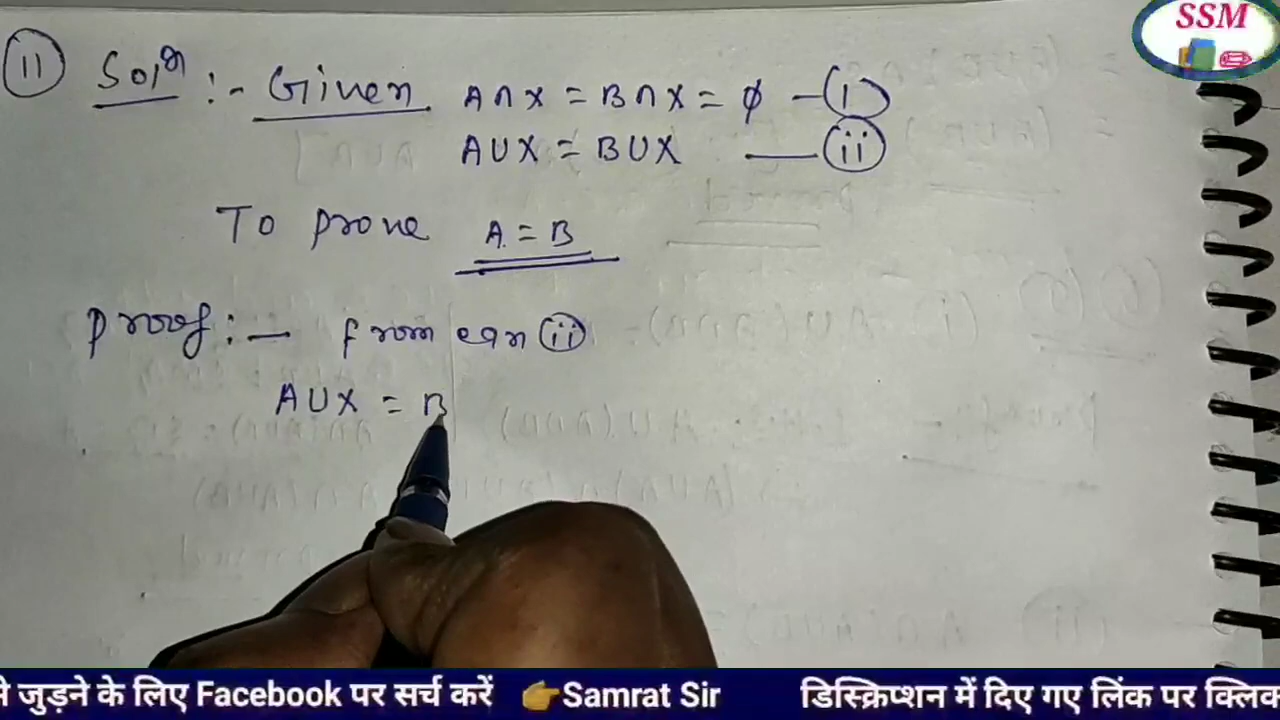 SSM
(11) Solⁿ :- Given A∩X = B∩X = φ —(i)
A∪X = B∪X —(ii)
To prove A = B
Proof :- from eqn (ii)
A∪X = B
से जुड़ने के लिए Facebook पर सर्च करें 👉Samrat Sir डिस्क्रिप्शन में दिए गए लिंक पर क्लिक